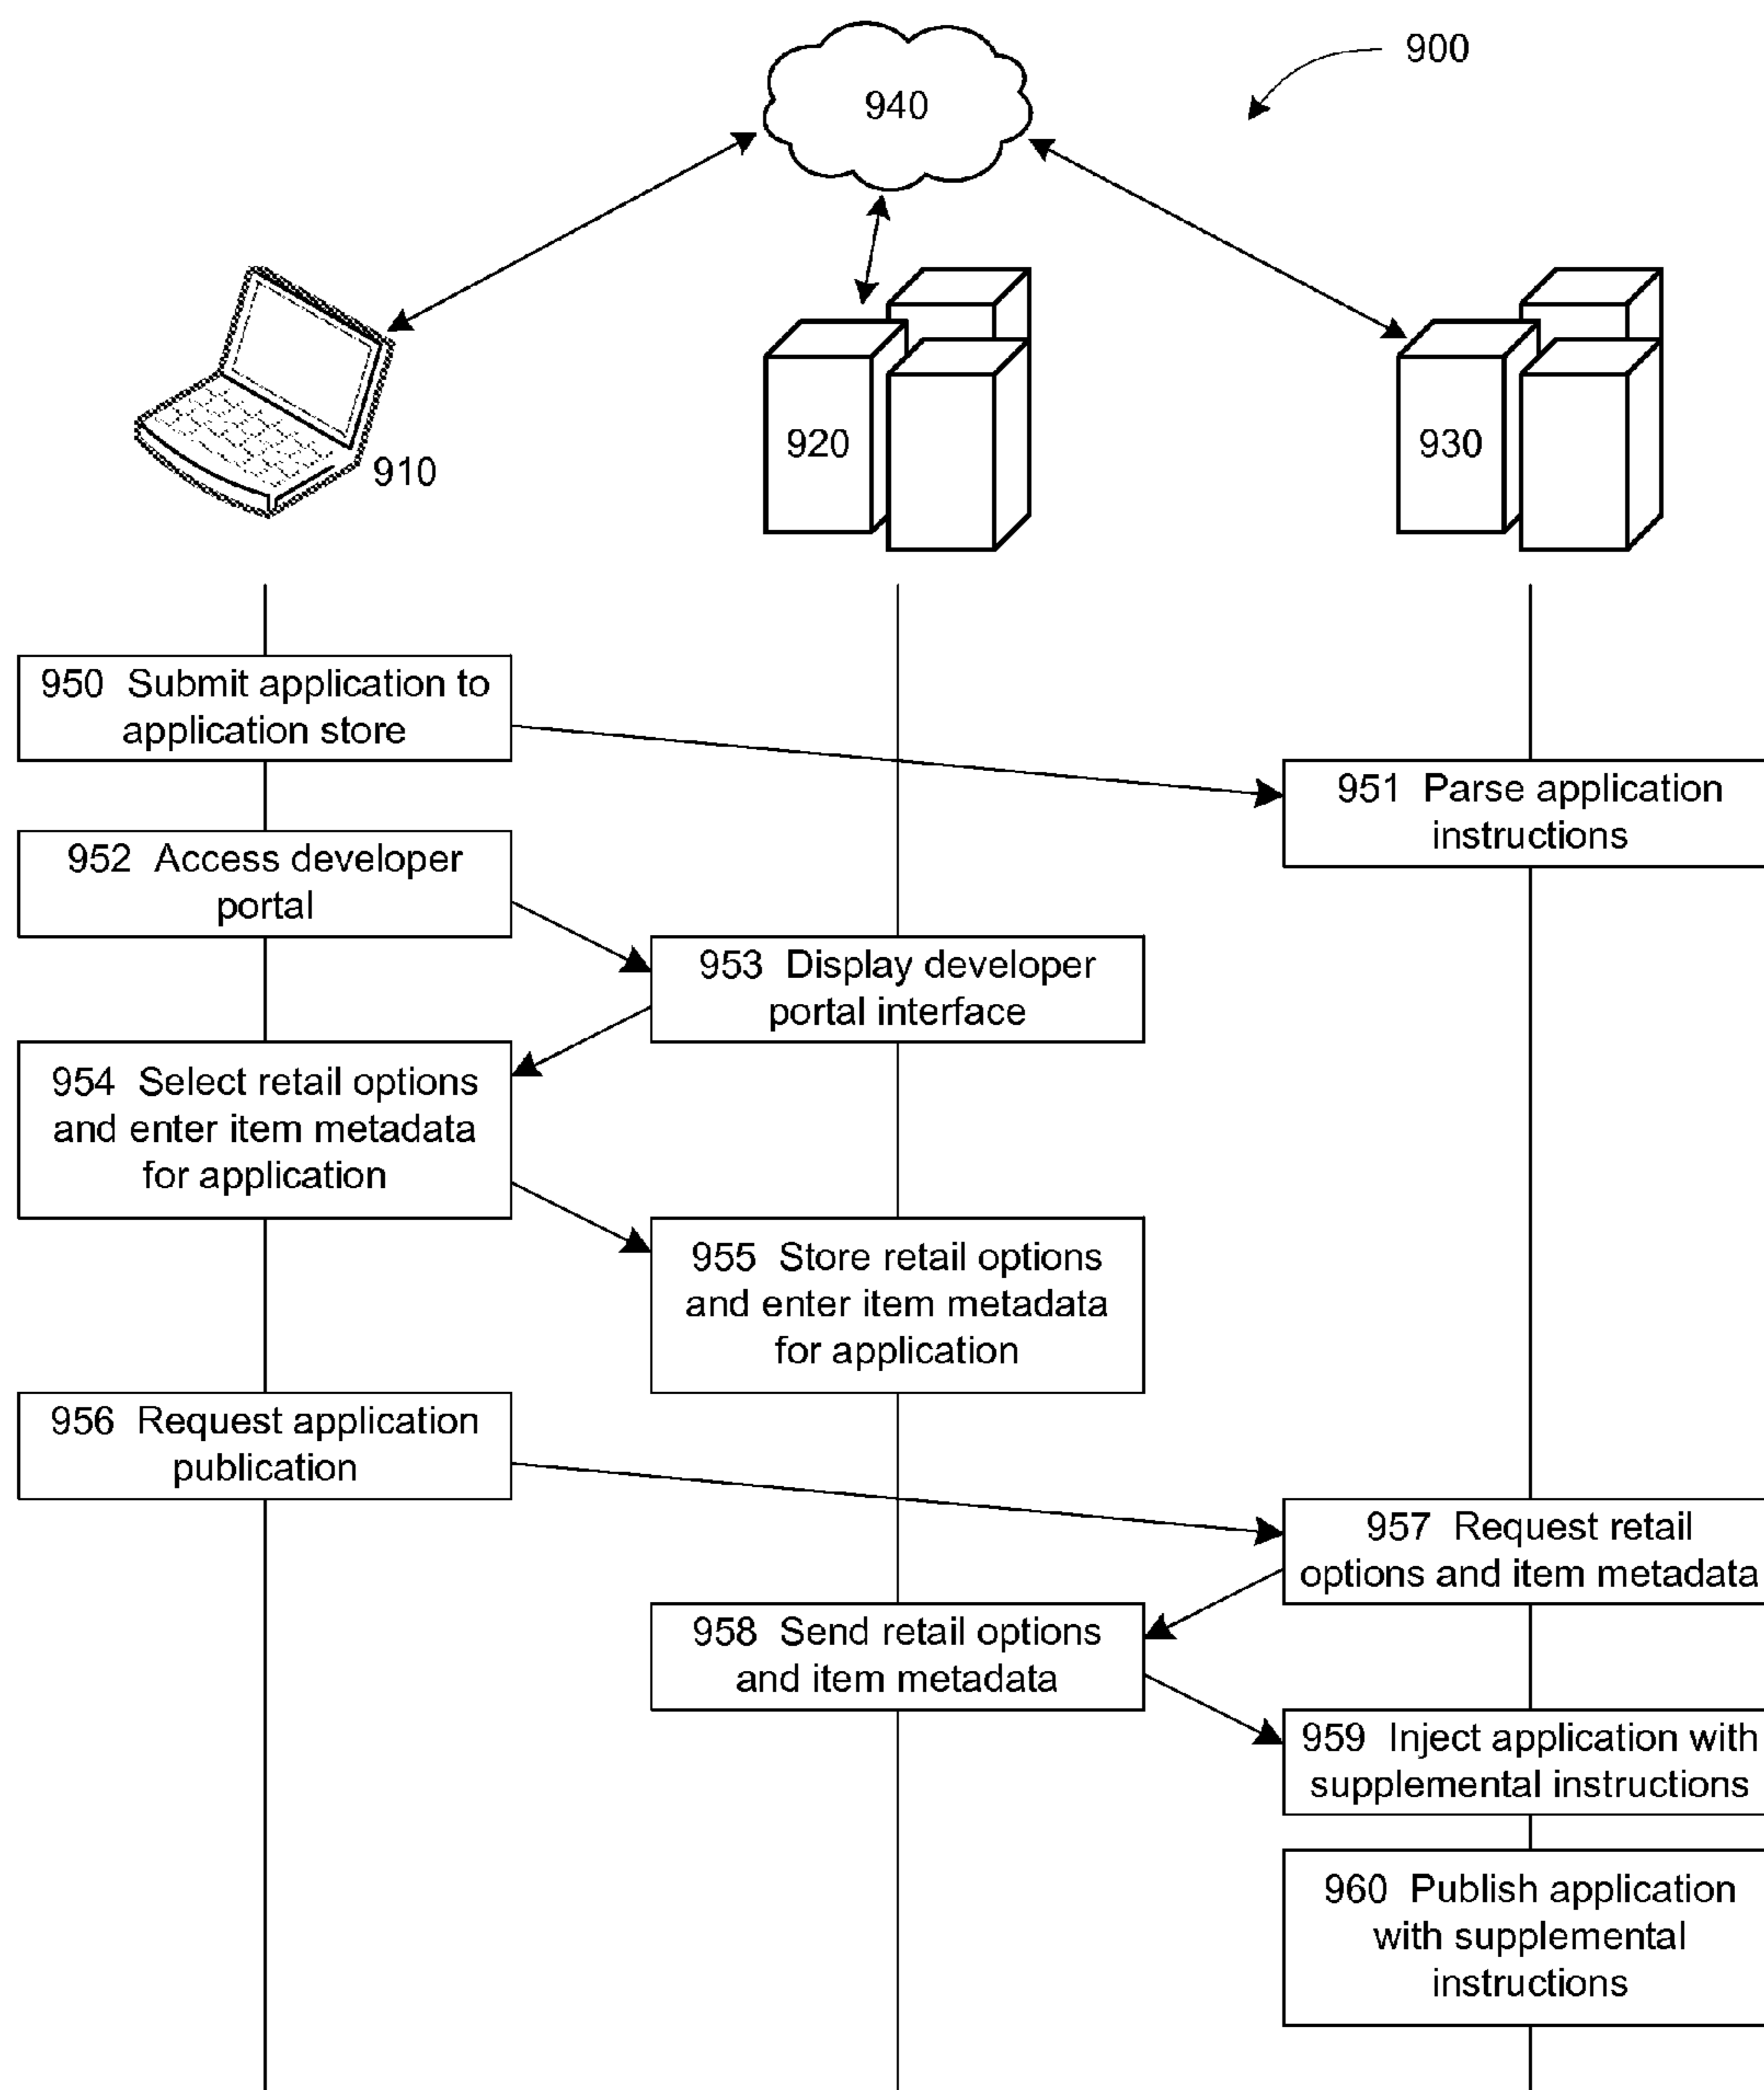 900
940
910
920
930
950 Submit application to
application store
951 Parse application
instructions
952 Access developer
portal
953 Display developer
portal interface
954 Select retail options
and enter item metadata
for application
955 Store retail options
and enter item metadata
for application
956 Request application
publication
957 Request retail
options and item metadata
958 Send retail options
and item metadata
959 Inject application with
supplemental instructions
960 Publish application
with supplemental
instructions